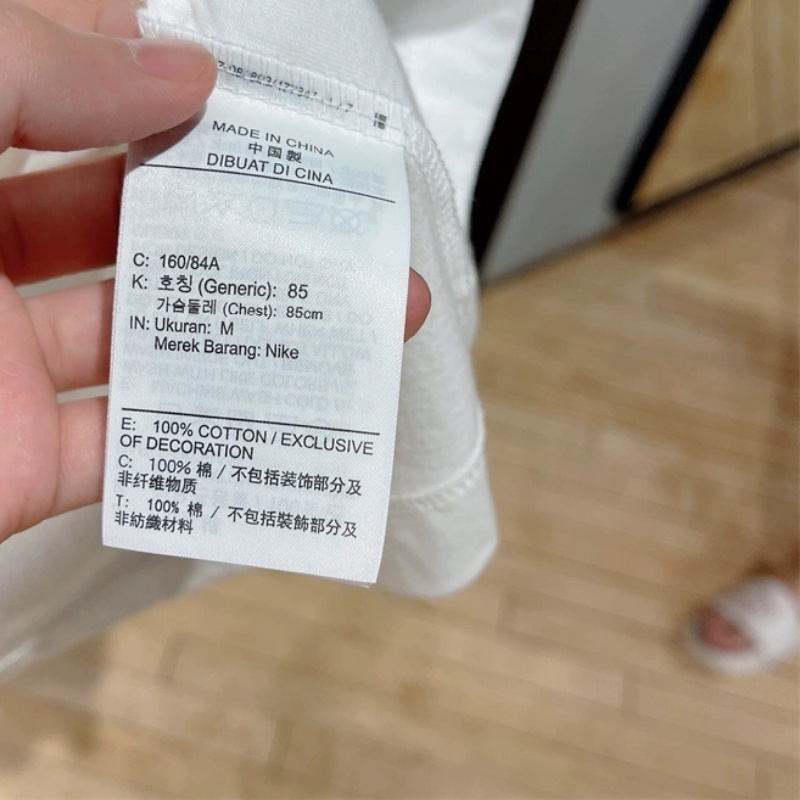 MADE IN CHINA
中国製
DIBUAT DI CINA
C: 160/84A
K: 호칭 (Generic): 85
가슴둘레 (Chest): 85cm
IN: Ukuran: M
Merek Barang: Nike
E: 100% COTTON / EXCLUSIVE
OF DECORATION
C: 100% 棉 / 不包括装饰部分及
非纤维物质
T: 100% 棉 / 不包括裝飾部分及
非紡織材料